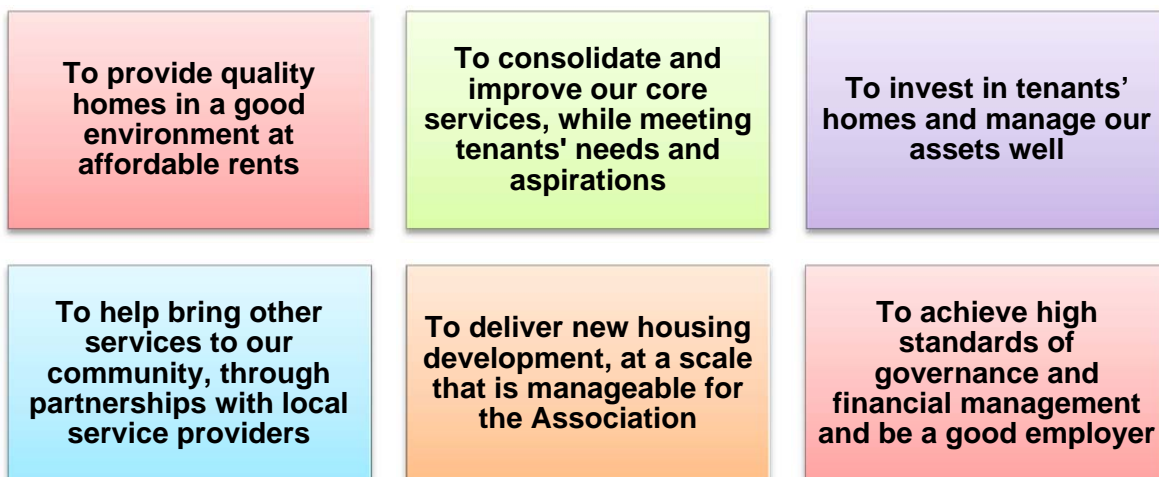 To provide quality
homes in a good
environment at
affordable rents
To consolidate and
improve our core
services, while meeting
tenants' needs and
aspirations
To invest in tenants’
homes and manage our
assets well
To help bring other
services to our
community, through
partnerships with local
service providers
To deliver new housing
development, at a scale
that is manageable for
the Association
To achieve high
standards of
governance and
financial management
and be a good employer